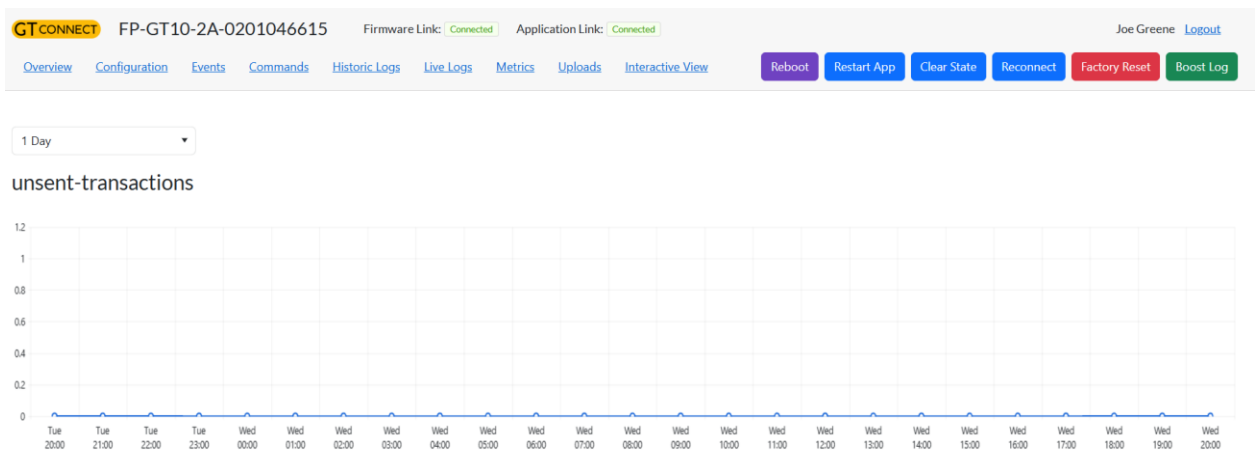 GT CONNECT FP-GT10-2A-0201046615 Firmware Link: Connected Application Link: Connected Joe Greene Logout
Overview Configuration Events Commands Historic Logs Live Logs Metrics Uploads Interactive View Reboot Restart App Clear State Reconnect Factory Reset Boost Log
1 Day
unsent-transactions
1.2
1
0.8
0.6
0.4
0.2
0
Tue Tue Tue Tue Wed Wed Wed Wed Wed Wed Wed Wed Wed Wed Wed Wed Wed Wed Wed Wed Wed Wed Wed Wed Wed
20:00 21:00 22:00 23:00 00:00 01:00 02:00 03:00 04:00 05:00 06:00 07:00 08:00 09:00 10:00 11:00 12:00 13:00 14:00 15:00 16:00 17:00 18:00 19:00 20:00